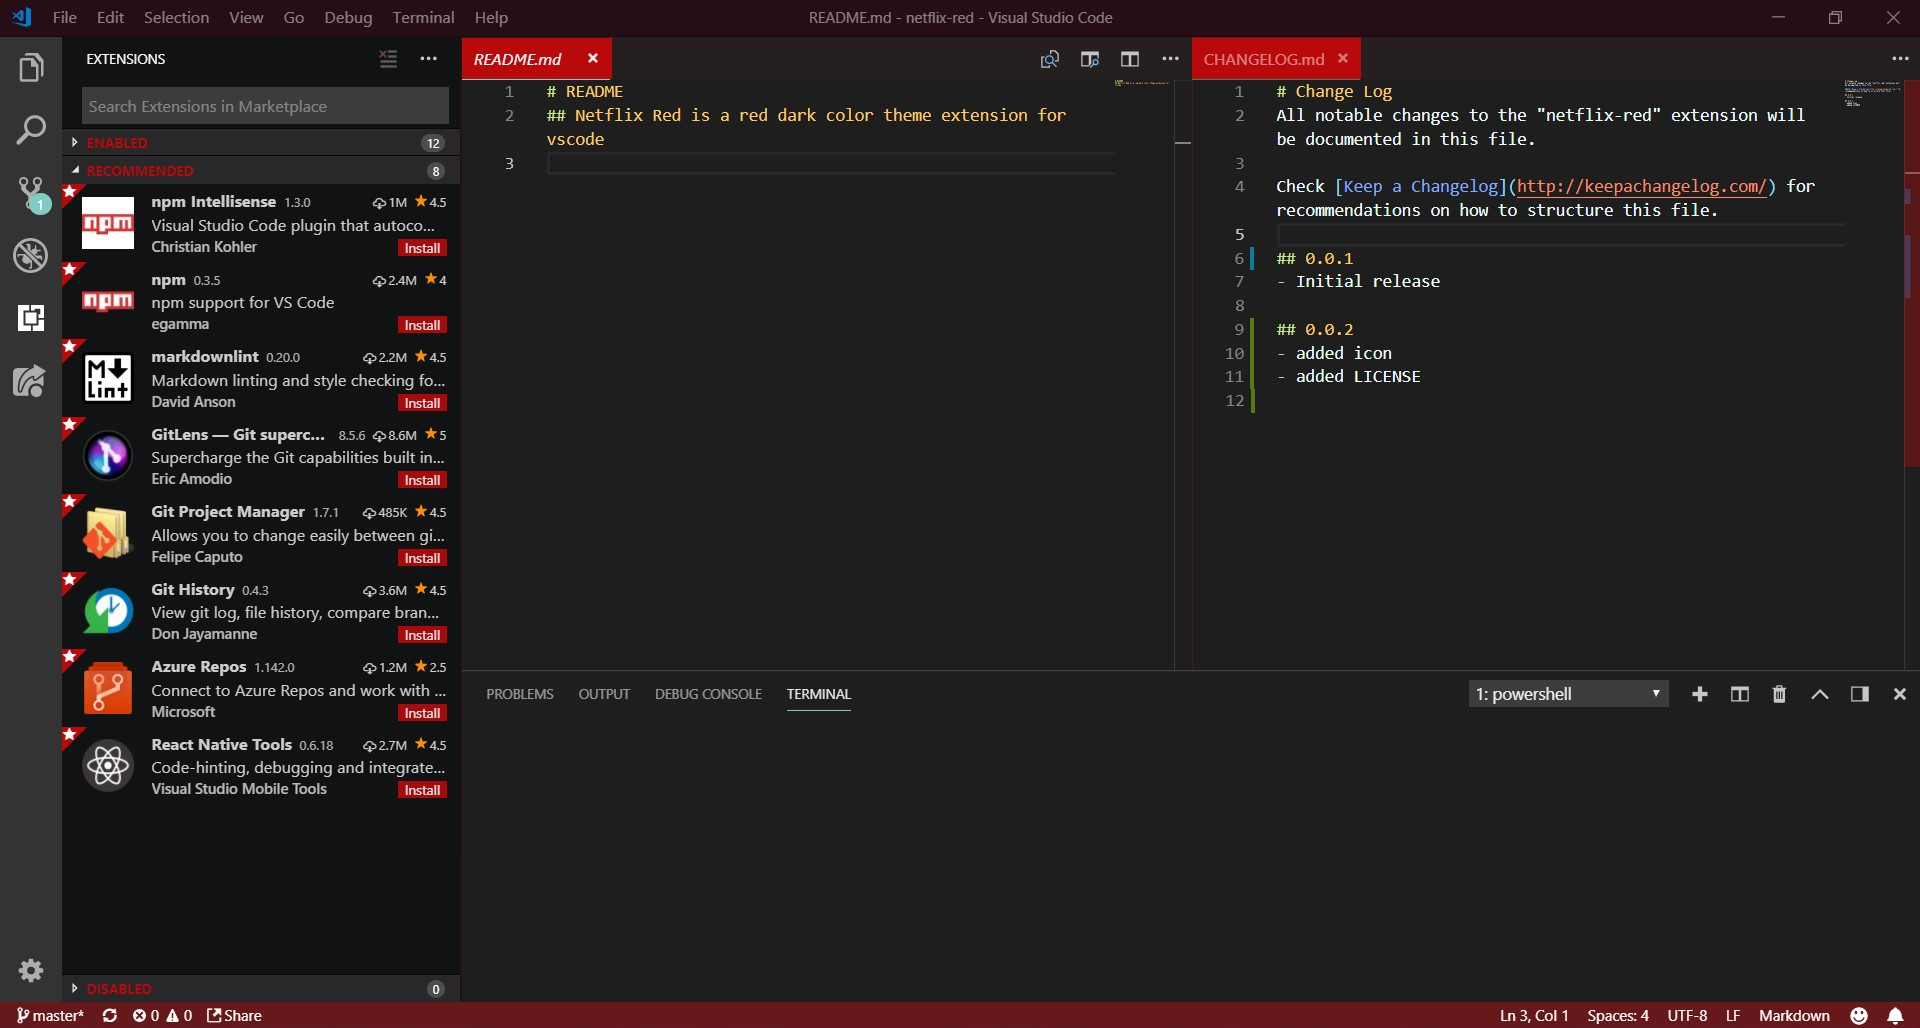 File Edit Selection View Go Debug Terminal Help
README.md - netflix-red - Visual Studio Code
EXTENSIONS
Search Extensions in Marketplace
ENABLED 12
RECOMMENDED 8
npm Intellisense 1.3.0 1M 4.5
Visual Studio Code plugin that autoco...
Christian Kohler Install
npm 0.3.5 2.4M 4
npm support for VS Code
egamma Install
markdownlint 0.20.0 2.2M 4.5
Markdown linting and style checking fo...
David Anson Install
GitLens — Git superc... 8.5.6 8.6M 5
Supercharge the Git capabilities built in...
Eric Amodio Install
Git Project Manager 1.7.1 485K 4.5
Allows you to change easily between gi...
Felipe Caputo Install
Git History 0.4.3 3.6M 4.5
View git log, file history, compare bran...
Don Jayamanne Install
Azure Repos 1.142.0 1.2M 2.5
Connect to Azure Repos and work with ...
Microsoft Install
React Native Tools 0.6.18 2.7M 4.5
Code-hinting, debugging and integrate...
Visual Studio Mobile Tools Install
DISABLED 0
1
npm
npm
M
Lint
README.md
1 # README
2 ## Netflix Red is a red dark color theme extension for
vscode
3
CHANGELOG.md
1 # Change Log
2 All notable changes to the "netflix-red" extension will
be documented in this file.
3
4 Check [Keep a Changelog](http://keepachangelog.com/) for
recommendations on how to structure this file.
5
6 ## 0.0.1
7 - Initial release
8
9 ## 0.0.2
10 - added icon
11 - added LICENSE
12
PROBLEMS OUTPUT DEBUG CONSOLE TERMINAL
1: powershell
master* 0 0 Share
Ln 3, Col 1 Spaces: 4 UTF-8 LF Markdown